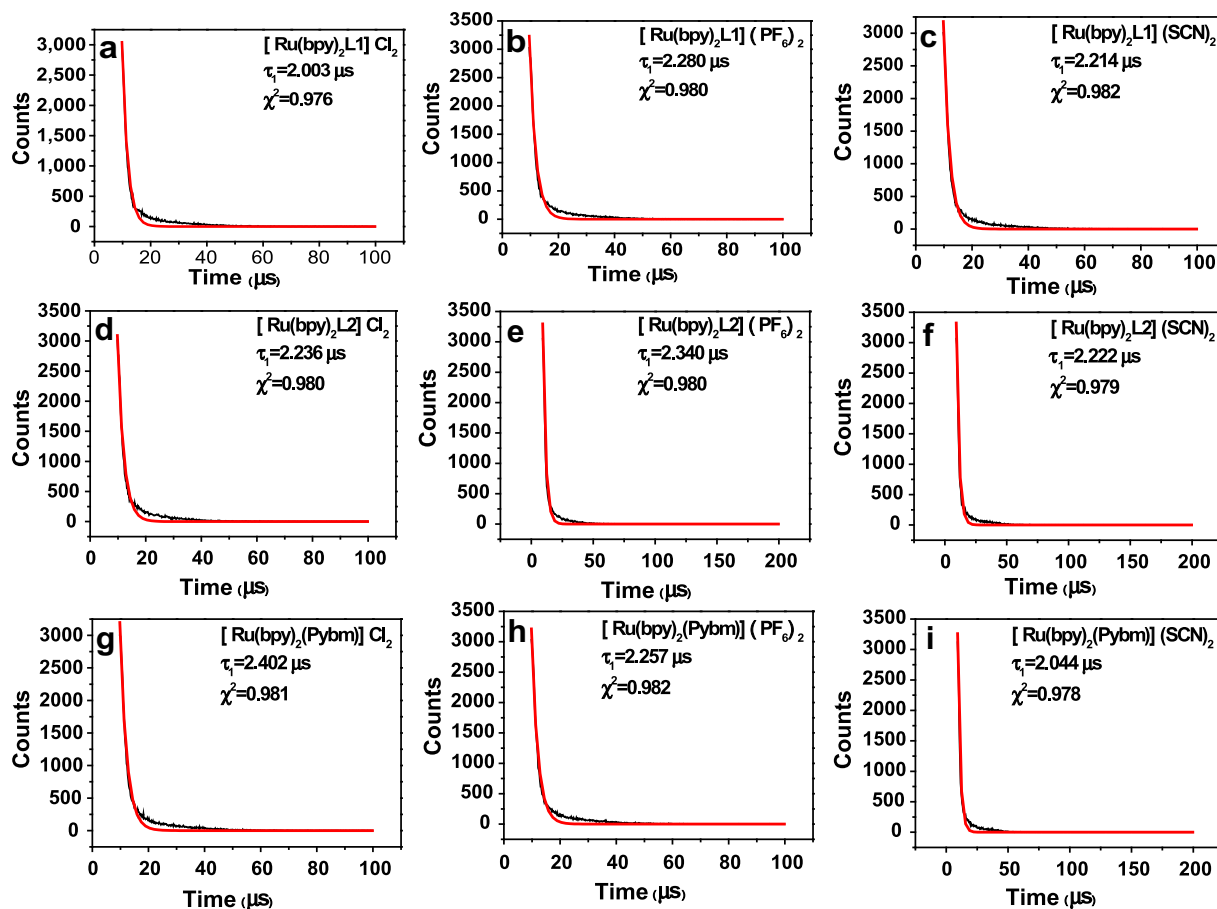 a
[ Ru(bpy)₂L1] Cl₂
τ₁=2.003 µs
χ²=0.976
3,000
2,500
2,000
1,500
1,000
500
0
Counts
0 20 40 60 80 100
Time (µs)
b
[ Ru(bpy)₂L1] ( PF₆) ₂
τ₁=2.280 µs
χ²=0.980
3500
3000
2500
2000
1500
1000
500
0
Counts
0 20 40 60 80 100
Time (µs)
c
[ Ru(bpy)₂L1] (SCN)₂
τ₁=2.214 µs
χ²=0.982
3000
2500
2000
1500
1000
500
0
Counts
0 20 40 60 80 100
Time (µs)
d
[ Ru(bpy)₂L2] Cl₂
τ₁=2.236 µs
χ²=0.980
3500
3000
2500
2000
1500
1000
500
0
Counts
0 20 40 60 80 100
Time (µs)
e
[ Ru(bpy)₂L2] ( PF₆) ₂
τ₁=2.340 µs
χ²=0.980
3500
3000
2500
2000
1500
1000
500
0
Counts
0 50 100 150 200
Time (µs)
f
[ Ru(bpy)₂L2] (SCN)₂
τ₁=2.222 µs
χ²=0.979
3500
3000
2500
2000
1500
1000
500
0
Counts
0 50 100 150 200
Time (µs)
g
[ Ru(bpy)₂(Pybm)] Cl₂
τ₁=2.402 µs
χ²=0.981
3000
2500
2000
1500
1000
500
0
Counts
0 20 40 60 80 100
Time (µs)
h
[ Ru(bpy)₂(Pybm)] ( PF₆) ₂
τ₁=2.257 µs
χ²=0.982
3500
3000
2500
2000
1500
1000
500
0
Counts
0 20 40 60 80 100
Time (µs)
i
[ Ru(bpy)₂(Pybm)] (SCN)₂
τ₁=2.044 µs
χ²=0.978
3500
3000
2500
2000
1500
1000
500
0
Counts
0 50 100 150 200
Time (µs)